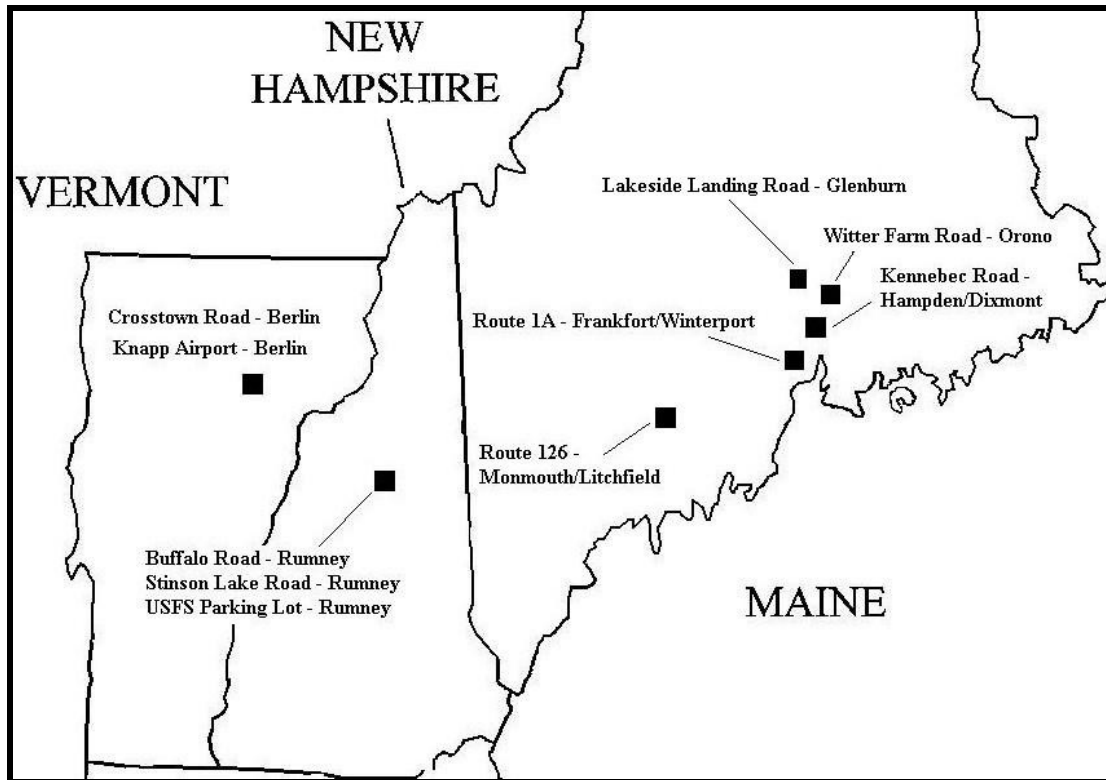 NEW
HAMPSHIRE
VERMONT
Lakeside Landing Road - Glenburn
Witter Farm Road - Orono
Kennebec Road -
Hampden/Dixmont
Crosstown Road - Berlin
Knapp Airport - Berlin
Route 1A - Frankfort/Winterport
Route 126 -
Monmouth/Litchfield
Buffalo Road - Rumney
Stinson Lake Road - Rumney
USFS Parking Lot - Rumney
MAINE